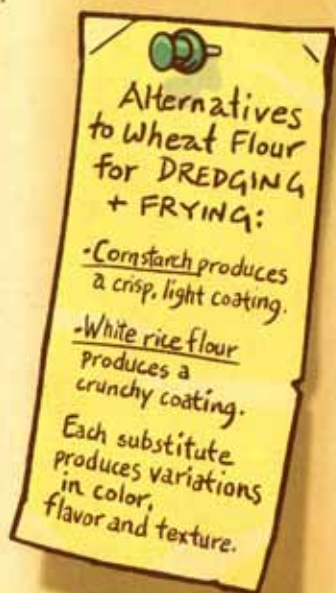 Alternatives
to Wheat Flour
for DREDGING
+ FRYING:
-Cornstarch produces
a crisp, light coating.
-White rice flour
produces a
crunchy coating.
Each substitute
produces variations
in color,
flavor and texture.